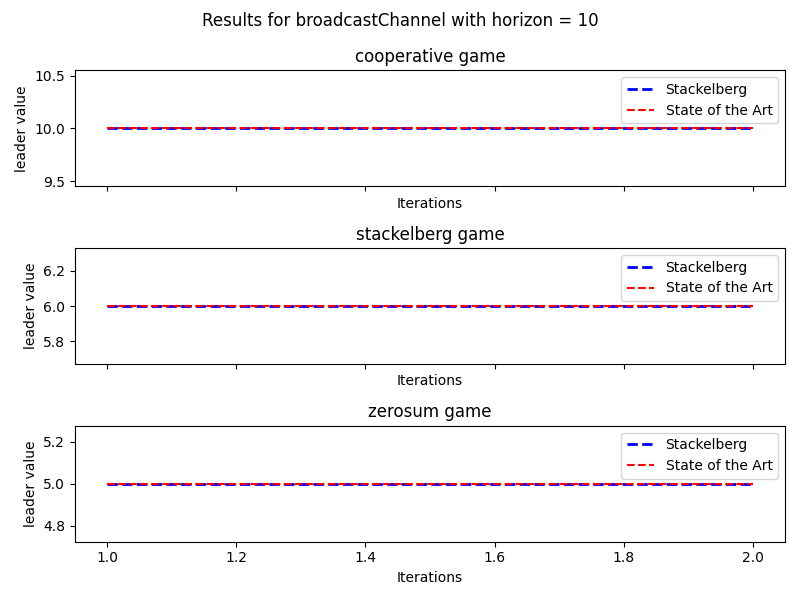 Results for broadcastChannel with horizon = 10
cooperative game
10.5
10.0
9.5
leader value
Stackelberg
State of the Art
Iterations
stackelberg game
6.2
6.0
5.8
leader value
Stackelberg
State of the Art
Iterations
zerosum game
5.2
5.0
4.8
leader value
Stackelberg
State of the Art
1.0 1.2 1.4 1.6 1.8 2.0
Iterations